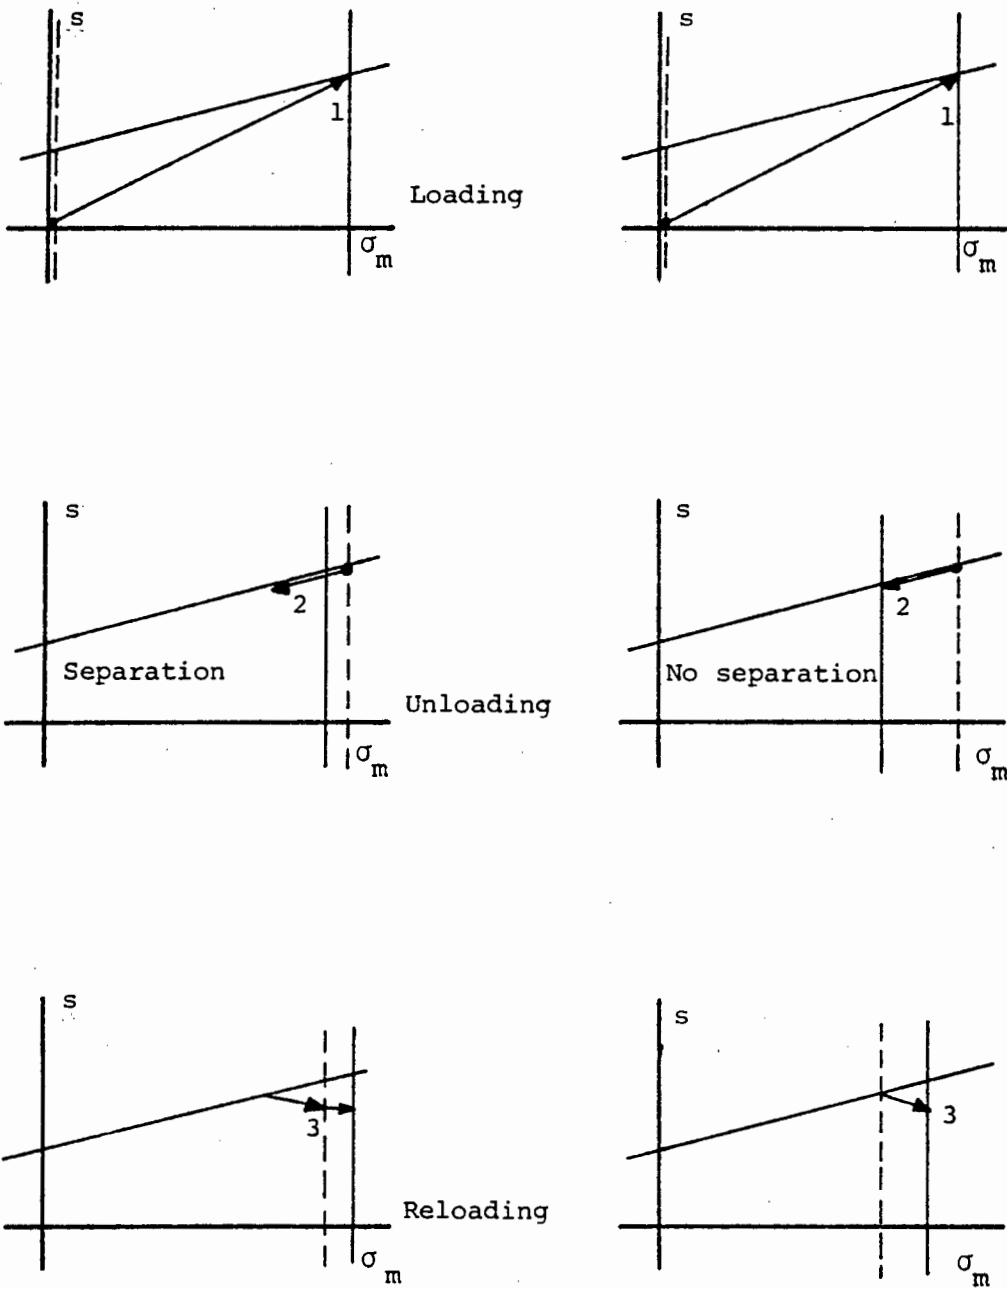 s
s
1
1
Loading
σm
σm
s
s
2
2
Separation
No separation
Unloading
σm
σm
s
s
3
3
Reloading
σm
σm